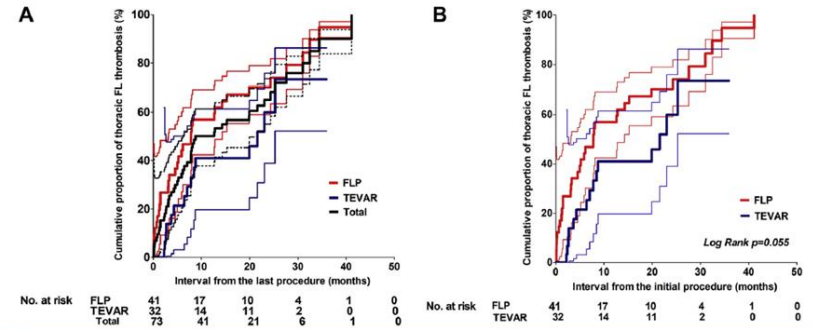 A
Cumulative proportion of thoracic FL thrombosis (%)
100
80
60
40
20
0
0 10 20 30 40 50
FLP
TEVAR
Total
Interval from the last procedure (months)
No. at risk FLP 41 17 10 4 1 0
TEVAR 32 14 11 2 0 0
Total 73 41 21 6 1 0
B
Cumulative proportion of thoracic FL thrombosis (%)
100
80
60
40
20
0
0 10 20 30 40 50
FLP
TEVAR
Log Rank p=0.055
Interval from the initial procedure (months)
No. at risk FLP 41 17 10 4 1 0
TEVAR 32 14 11 2 0 0